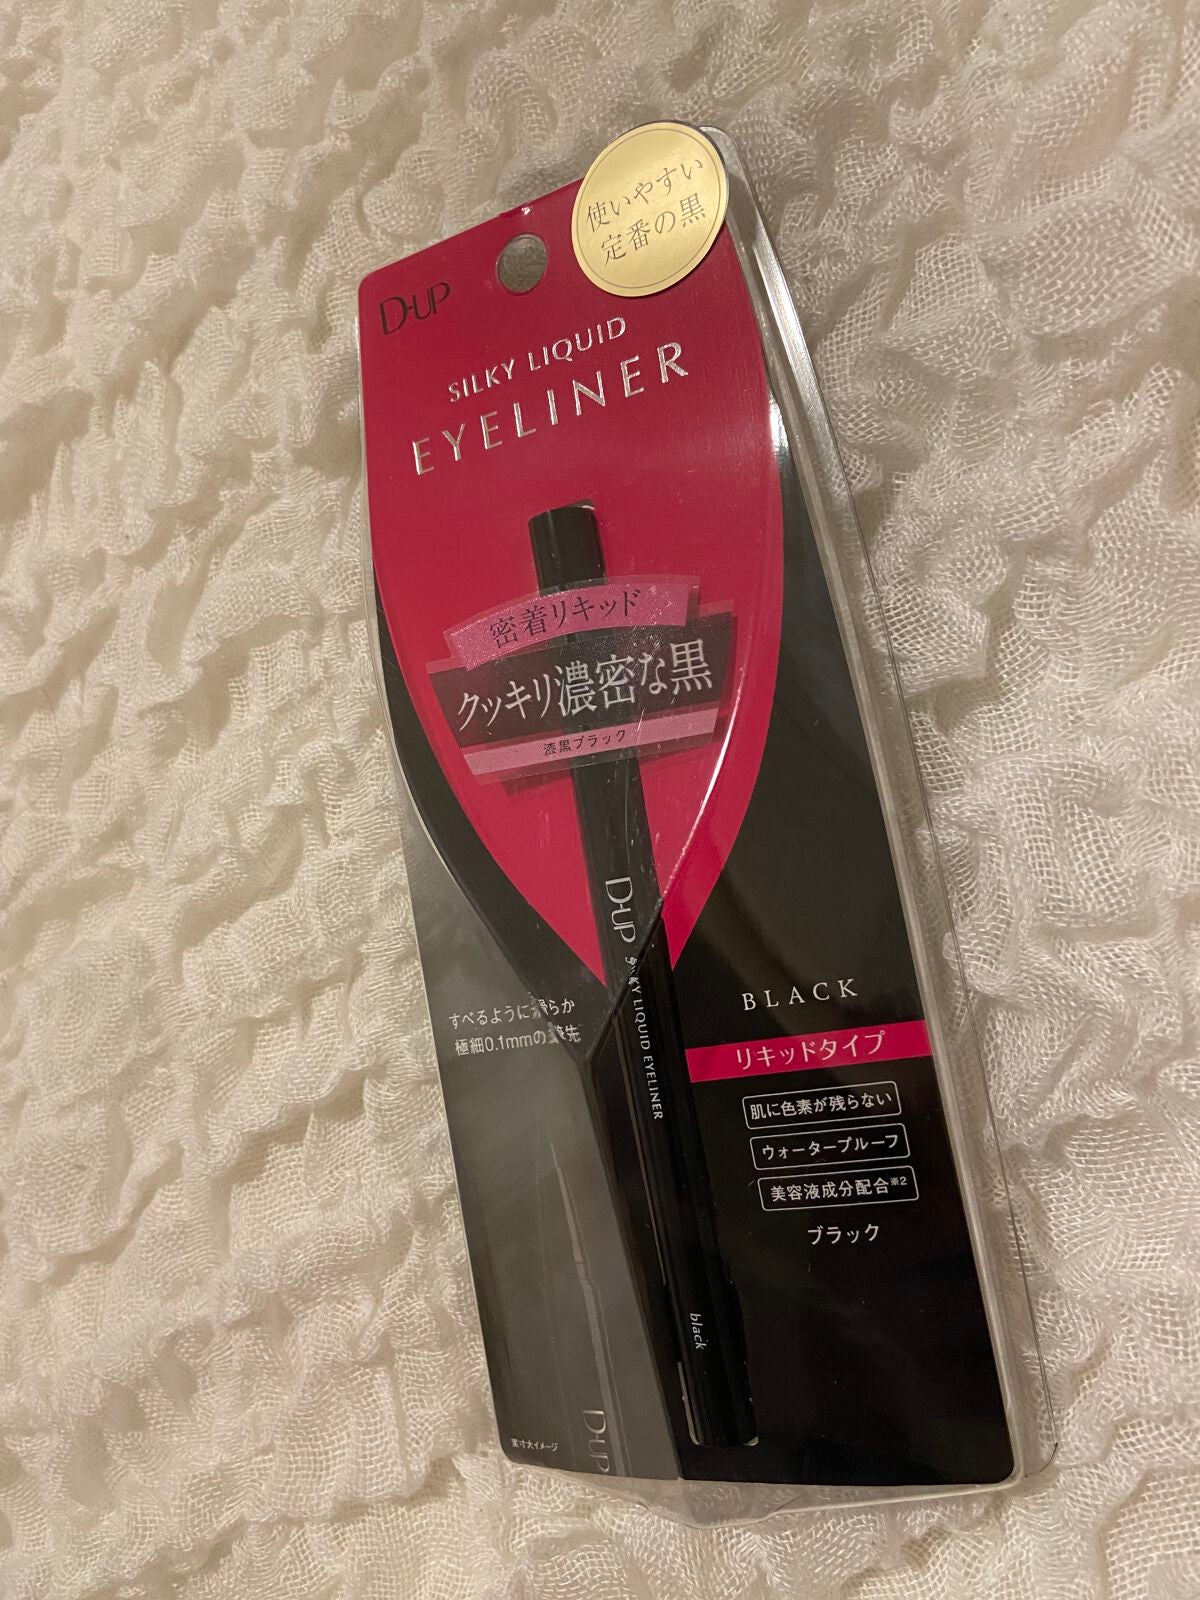 使いやすい
定番の黒
D-UP
SILKY LIQUID
EYELINER
密着リキッド
クッキリ濃密な黒
漆黒ブラック
D-UP SILKY LIQUID EYELINER
black
すべるように滑らか
極細0.1mmの筆先
BLACK
リキッドタイプ
肌に色素が残らない
ウォータープルーフ
美容液成分配合※2
ブラック
D-UP
実寸大イメージ